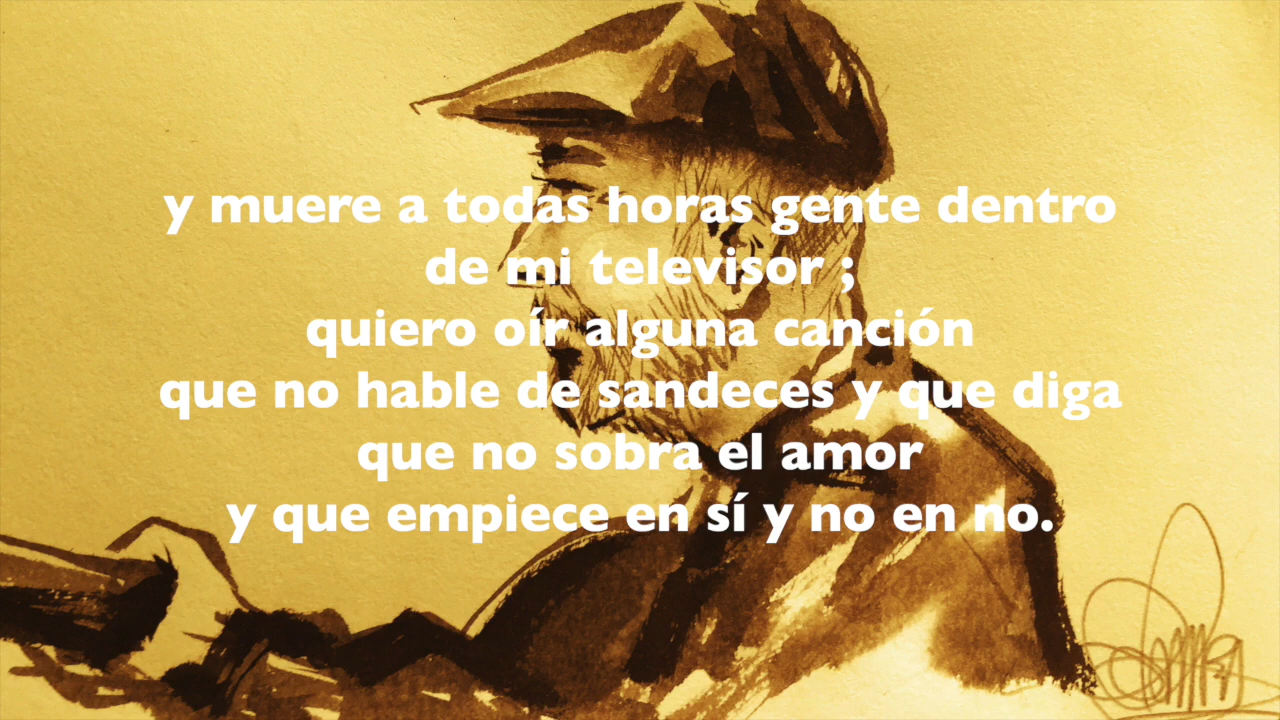 y muere a todas horas gente dentro
de mi televisor ;
quiero oír alguna canción
que no hable de sandeces y que diga
que no sobra el amor
y que empiece en sí y no en no.